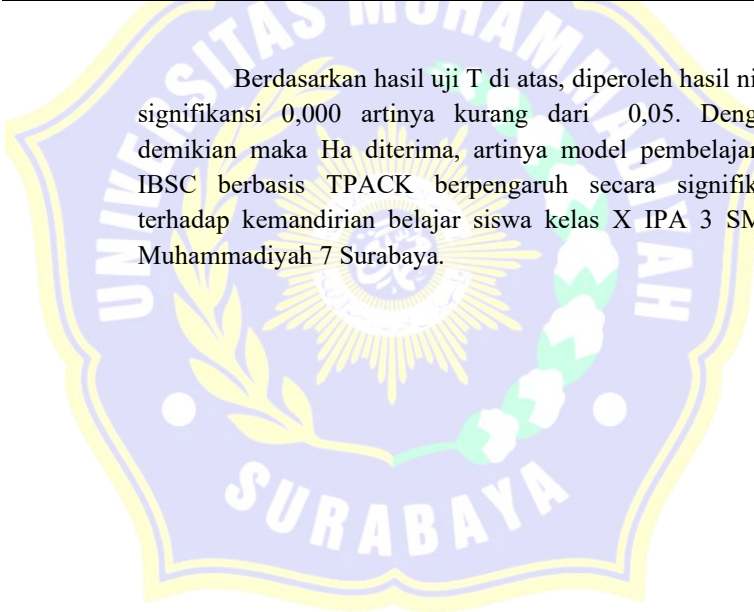 UNIVERSITAS MUHAMMADIYAH
Berdasarkan hasil uji T di atas, diperoleh hasil ni
signifikansi 0,000 artinya kurang dari 0,05. Deng
demikian maka Ha diterima, artinya model pembelajar
IBSC berbasis TPACK berpengaruh secara signifik
terhadap kemandirian belajar siswa kelas X IPA 3 SM
Muhammadiyah 7 Surabaya.
SURABAYA